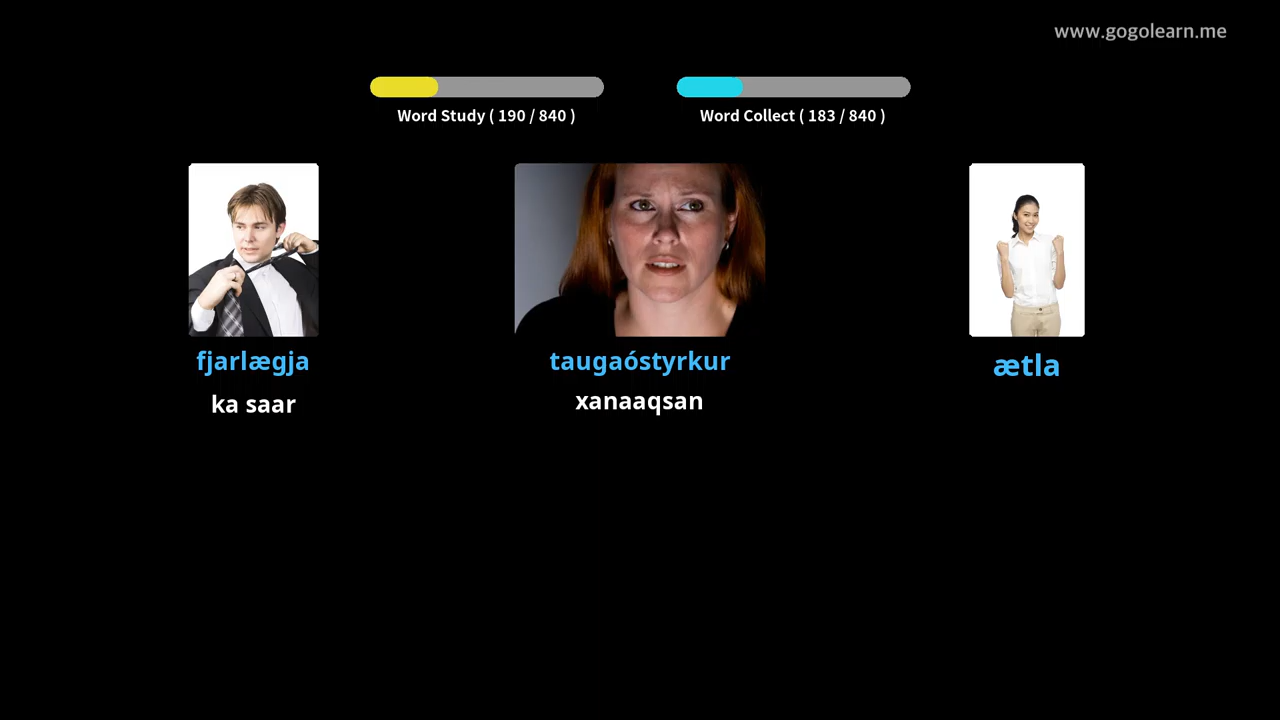 www.gogolearn.me
Word Study ( 190 / 840 )
Word Collect ( 183 / 840 )
fjarlægja
taugaóstyrkur
ætla
ka saar
xanaaqsan